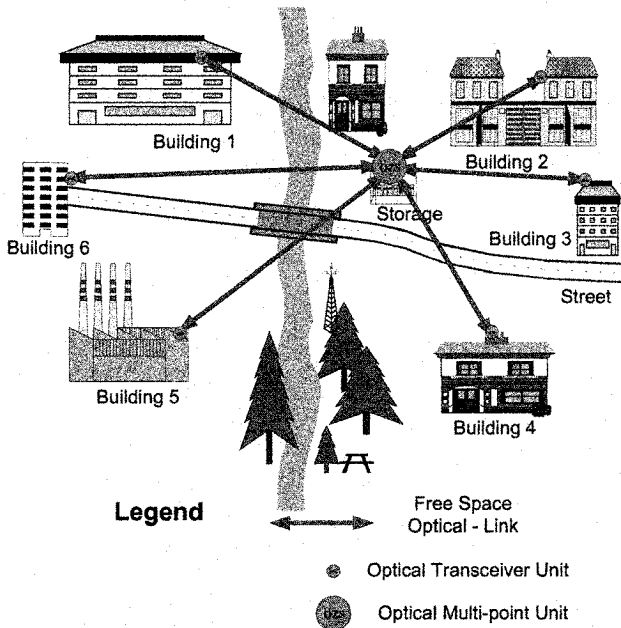 Building 1
Building 2
Storage
Building 6
Building 3
Street
Building 5
Building 4
Legend
Free Space
Optical - Link
Optical Transceiver Unit
Optical Multi-point Unit